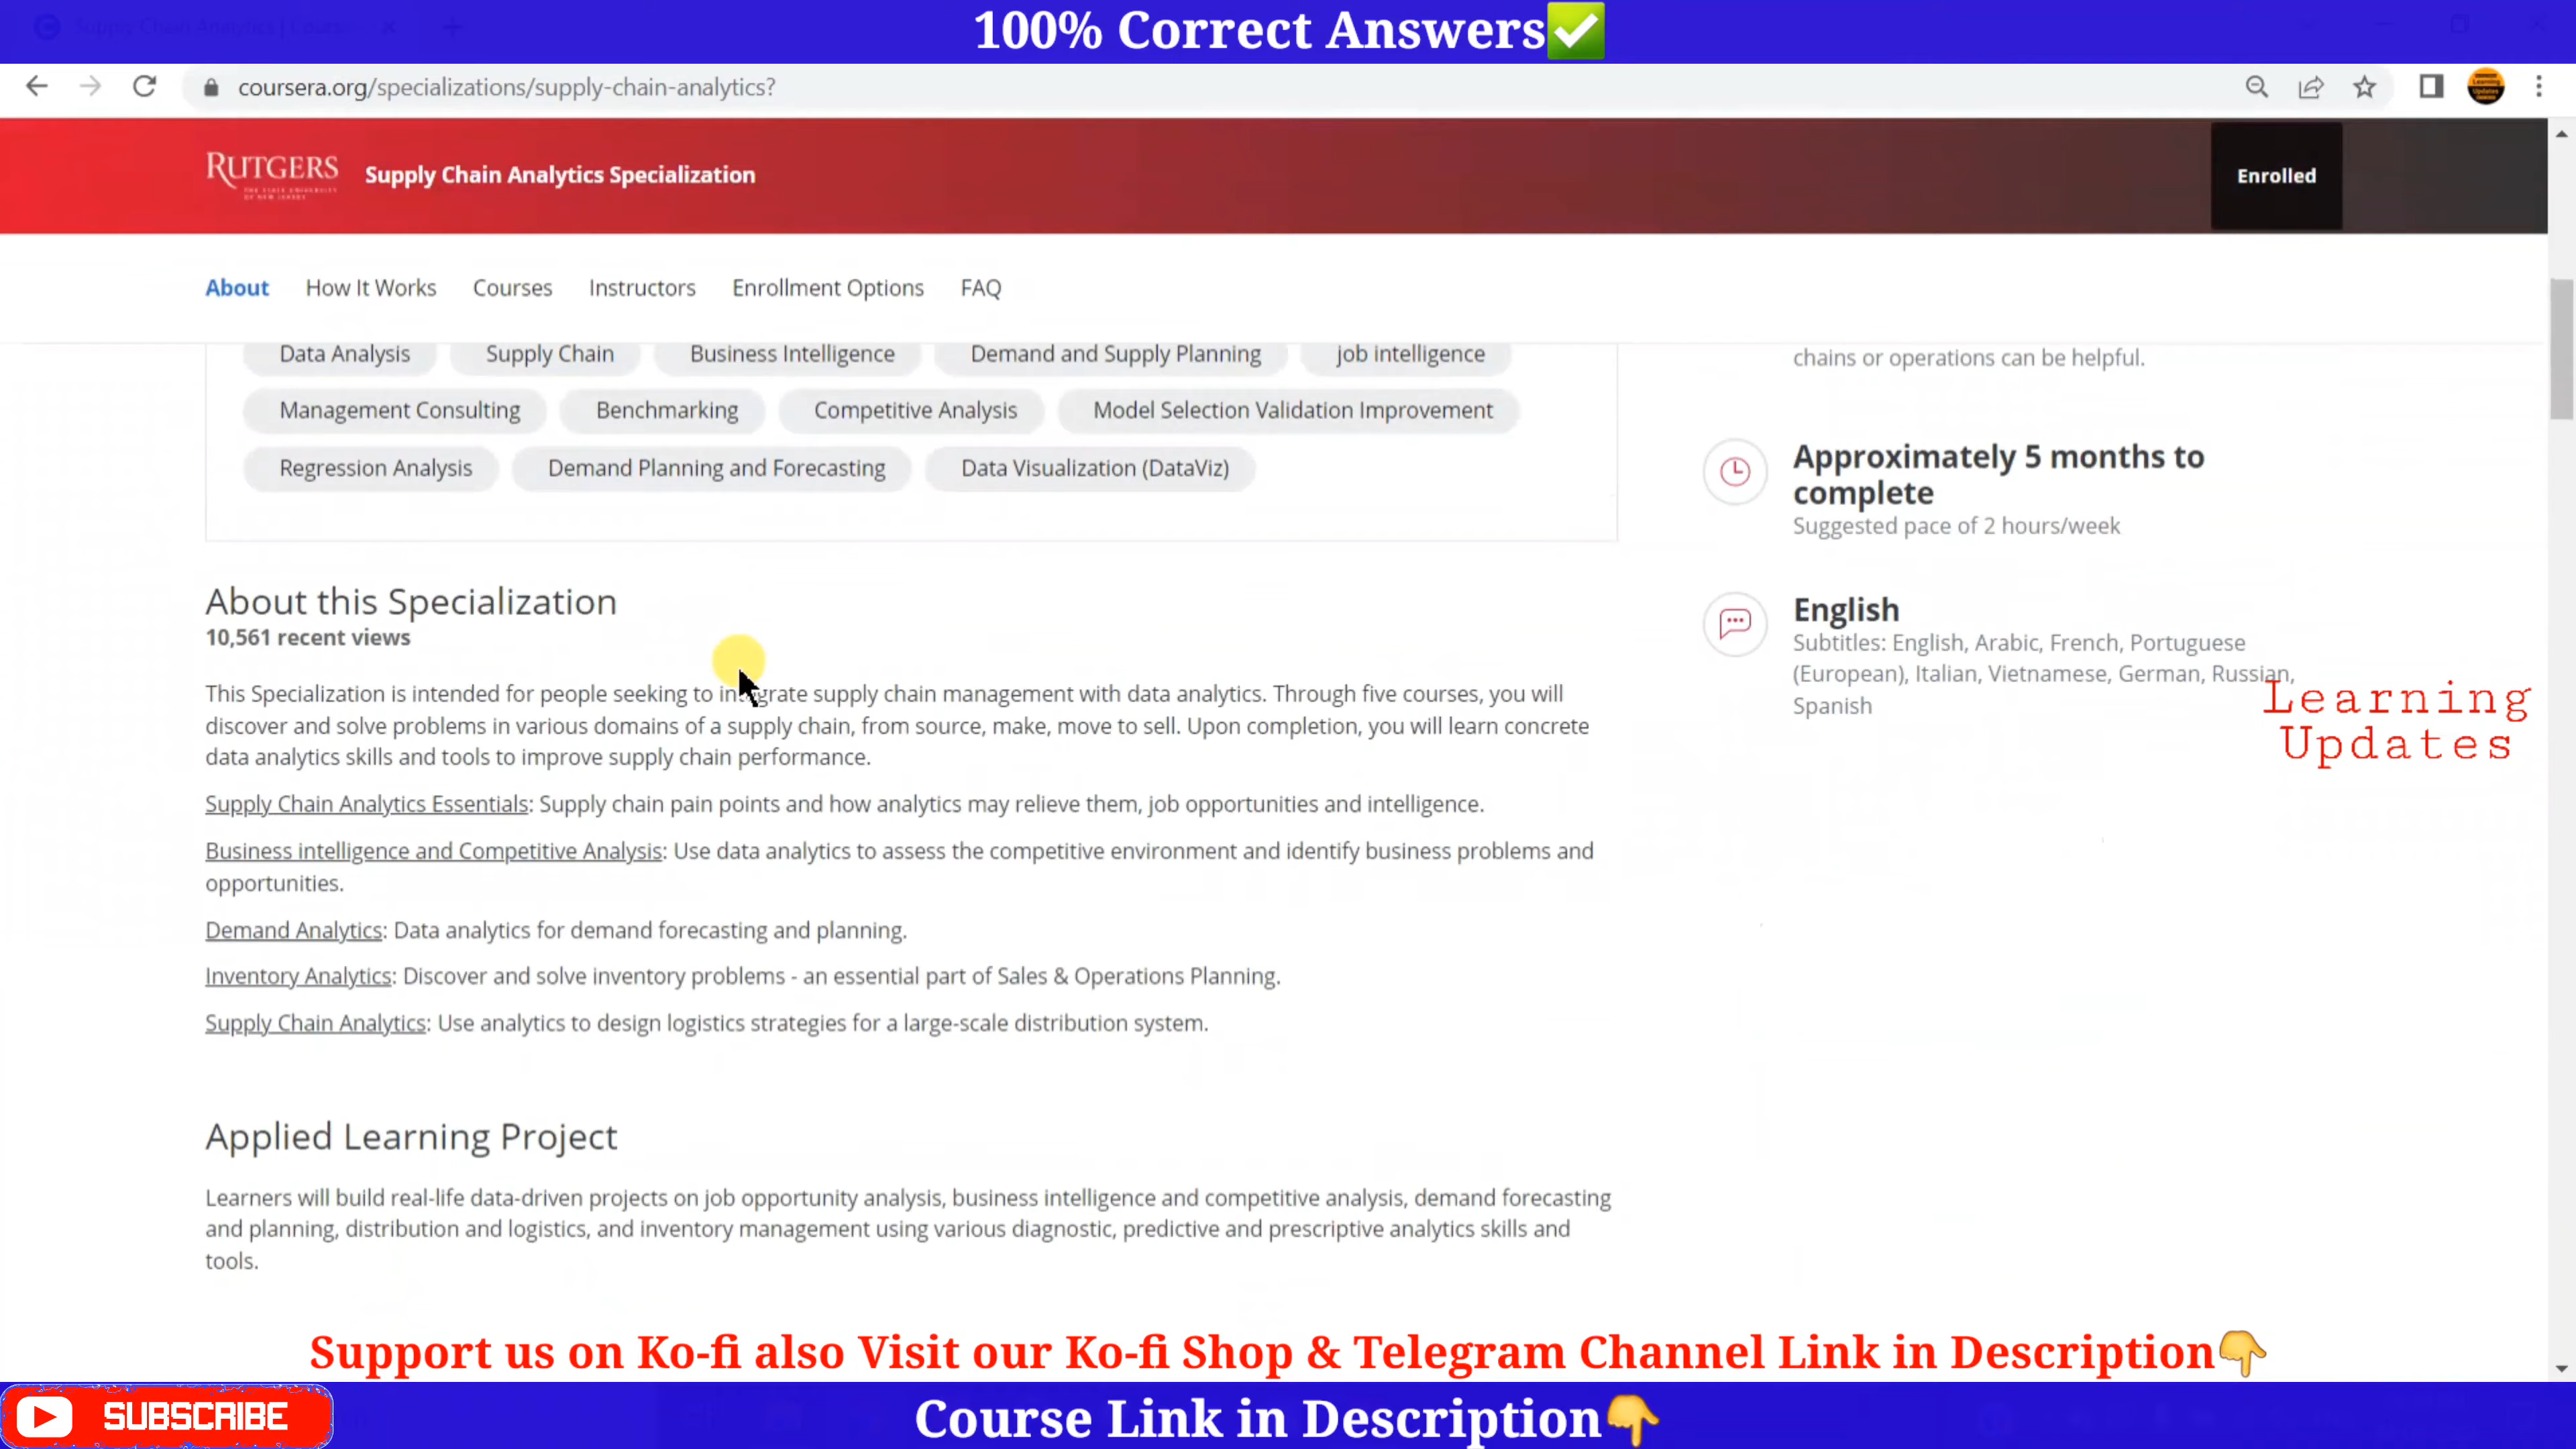 100% Correct Answers✅
coursera.org/specializations/supply-chain-analytics?
RUTGERS
Supply Chain Analytics Specialization
Enrolled
About
How It Works
Courses
Instructors
Enrollment Options
FAQ
Data Analysis
Supply Chain
Business Intelligence
Demand and Supply Planning
job intelligence
Management Consulting
Benchmarking
Competitive Analysis
Model Selection Validation Improvement
Regression Analysis
Demand Planning and Forecasting
Data Visualization (DataViz)
chains or operations can be helpful.
Approximately 5 months to
complete
Suggested pace of 2 hours/week
English
Subtitles: English, Arabic, French, Portuguese
(European), Italian, Vietnamese, German, Russian,
Spanish
Learning
Updates
About this Specialization
10,561 recent views
This Specialization is intended for people seeking to integrate supply chain management with data analytics. Through five courses, you will
discover and solve problems in various domains of a supply chain, from source, make, move to sell. Upon completion, you will learn concrete
data analytics skills and tools to improve supply chain performance.
Supply Chain Analytics Essentials: Supply chain pain points and how analytics may relieve them, job opportunities and intelligence.
Business intelligence and Competitive Analysis: Use data analytics to assess the competitive environment and identify business problems and
opportunities.
Demand Analytics: Data analytics for demand forecasting and planning.
Inventory Analytics: Discover and solve inventory problems - an essential part of Sales & Operations Planning.
Supply Chain Analytics: Use analytics to design logistics strategies for a large-scale distribution system.
Applied Learning Project
Learners will build real-life data-driven projects on job opportunity analysis, business intelligence and competitive analysis, demand forecasting
and planning, distribution and logistics, and inventory management using various diagnostic, predictive and prescriptive analytics skills and
tools.
Support us on Ko-fi also Visit our Ko-fi Shop & Telegram Channel Link in Description👇
SUBSCRIBE
Course Link in Description👇